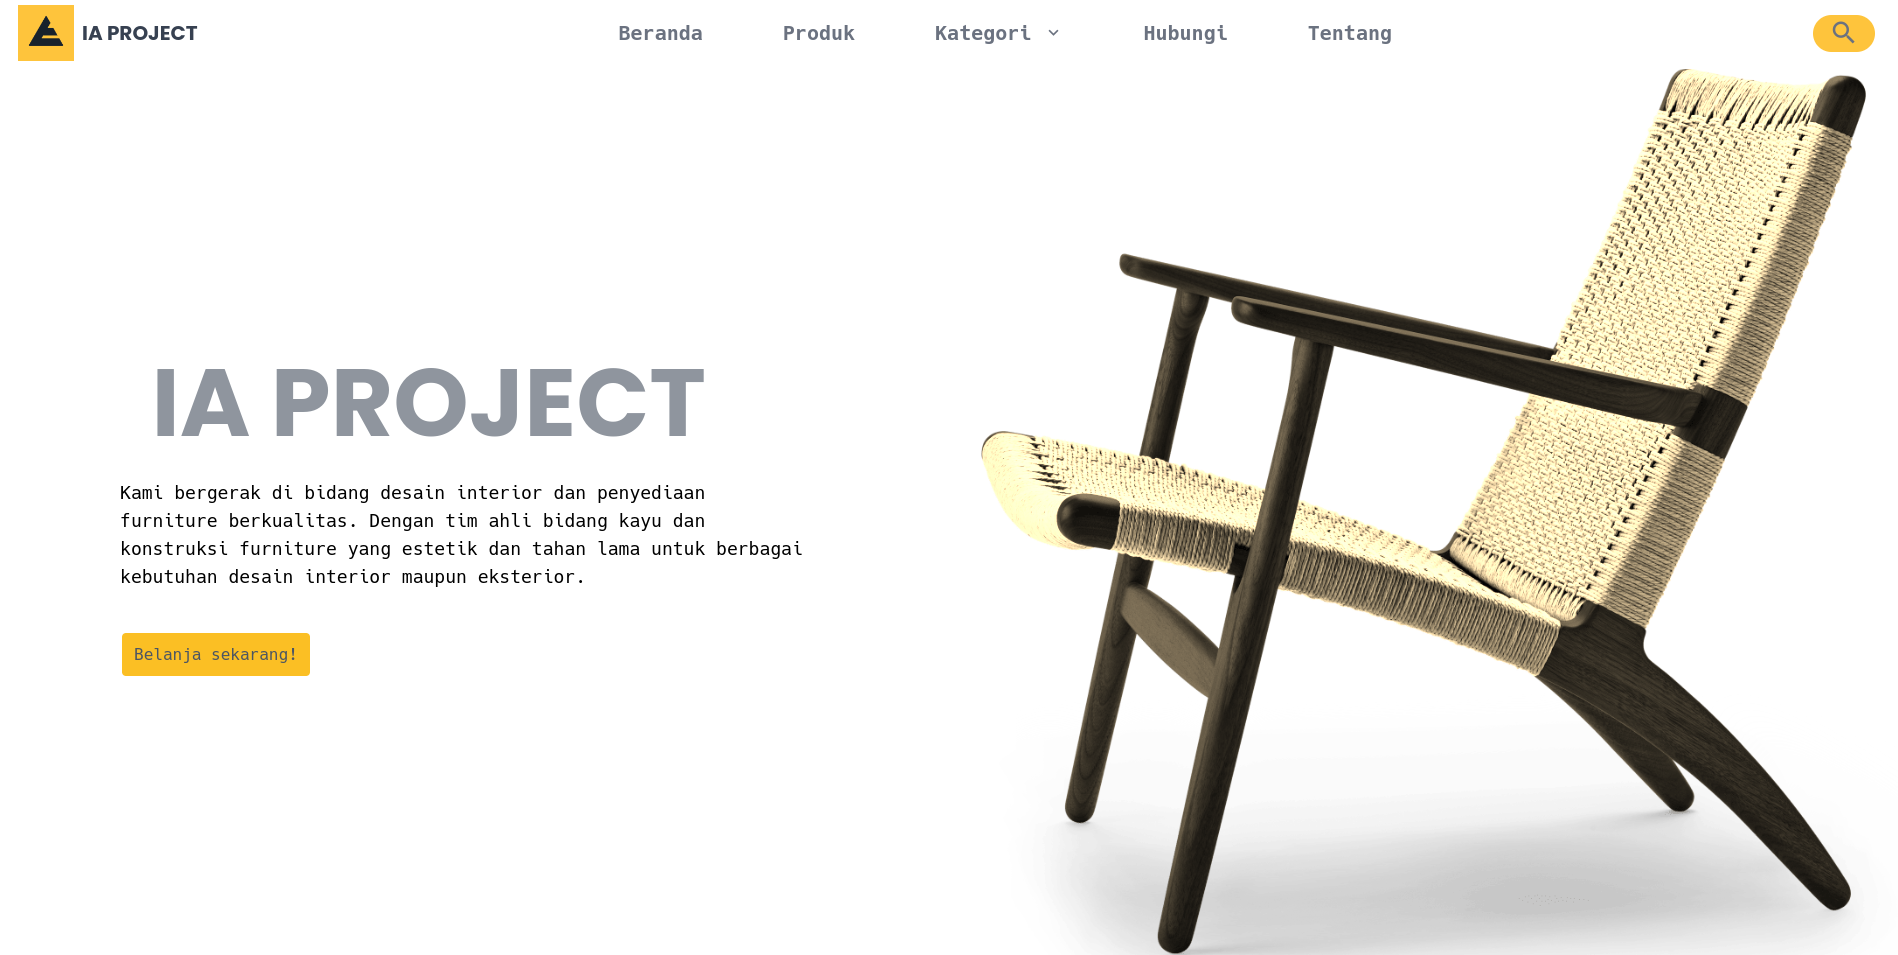 IA PROJECT
Beranda
Produk
Kategori
Hubungi
Tentang
IA PROJECT
Kami bergerak di bidang desain interior dan penyediaan
furniture berkualitas. Dengan tim ahli bidang kayu dan
konstruksi furniture yang estetik dan tahan lama untuk berbagai
kebutuhan desain interior maupun eksterior.
Belanja sekarang!